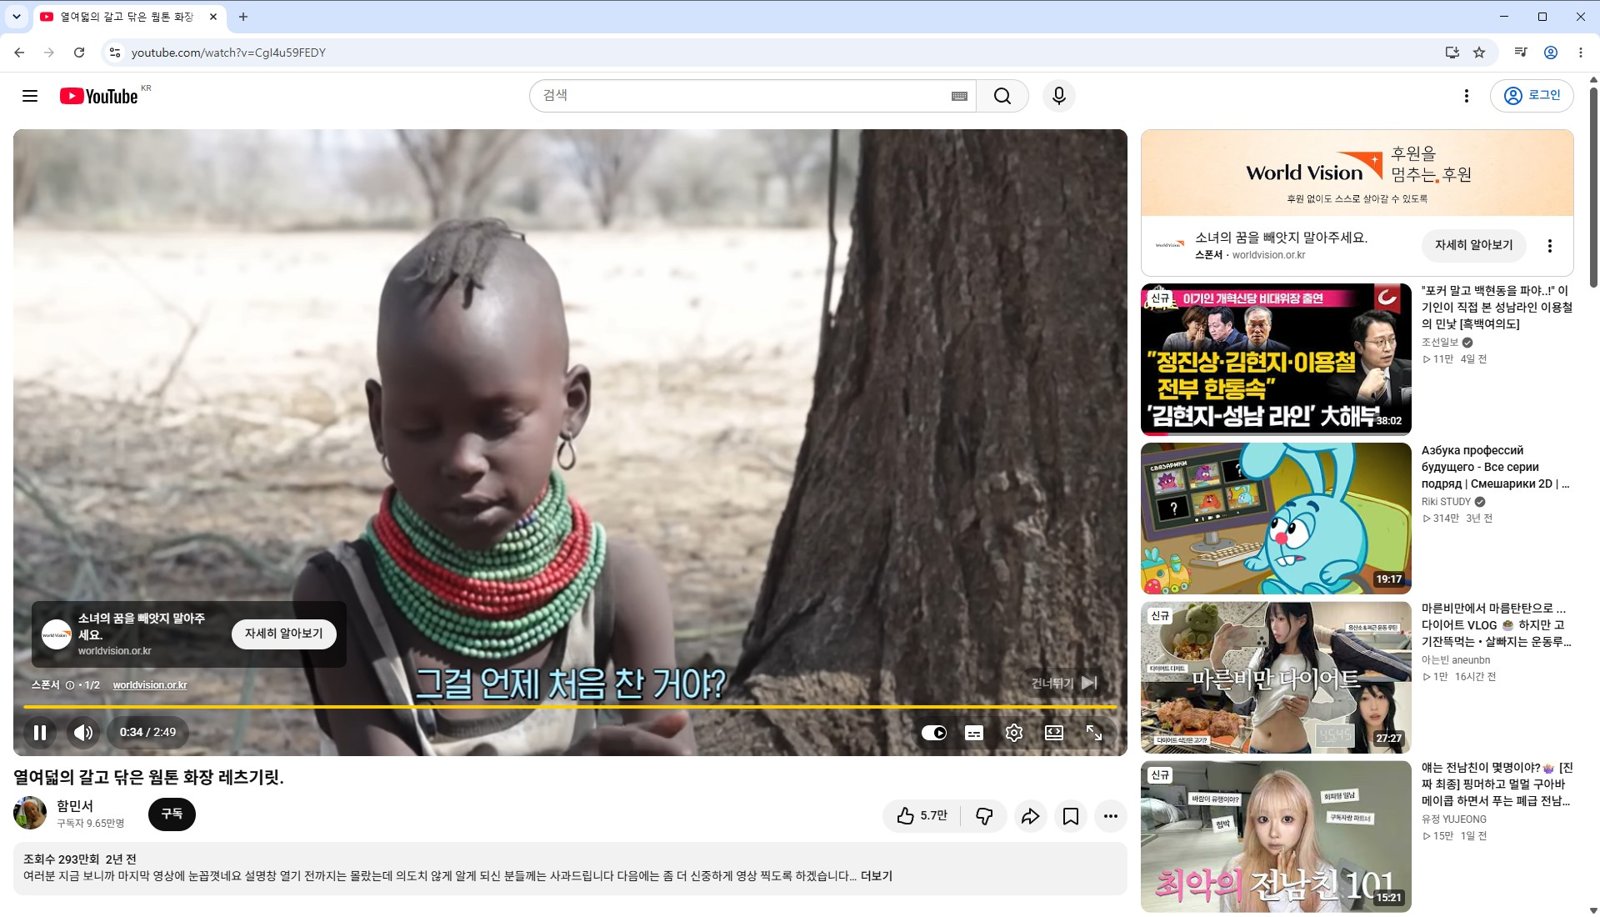 열여덟의 갈고 닦은 웜톤 화장
youtube.com/watch?v=CgI4u59FEDY
YouTube KR
검색
로그인
소녀의 꿈을 빼앗지 말아주
세요.
worldvision.or.kr
자세히 알아보기
스폰서 · 1/2 worldvision.or.kr
그걸 언제 처음 찬 거야?
건너뛰기
0:34 / 2:49
열여덟의 갈고 닦은 웜톤 화장 레츠기릿.
함민서
구독자 9.65만명
구독
5.7만
조회수 293만회 2년 전
여러분 지금 보니까 마지막 영상에 눈꼽꼈네요 설명창 열기 전까지는 몰랐는데 의도치 않게 알게 되신 분들께는 사과드립니다 다음에는 좀 더 신중하게 영상 찍도록 하겠습니다... 더보기
World Vision
후원을
멈추는. 후원
후원 없이도 스스로 살아갈 수 있도록
소녀의 꿈을 빼앗지 말아주세요.
스폰서 · worldvision.or.kr
자세히 알아보기
신규
이기인 개혁신당 비대위장 출연
"정진상·김현지·이용철
전부 한통속"
'김현지-성남 라인' 大해부
38:02
"포커 말고 백현동을 파야..!" 이
기인이 직접 본 성남라인 이용철
의 민낯 [흑백여의도]
조선일보
11만 4일 전
?
?
19:17
Азбука профессий
будущего - Все серии
подряд | Смешарики 2D | ...
Riki STUDY
314만 3년 전
신규
마른비만 다이어트
27:27
마른비만에서 마름탄탄으로 ...
다이어트 VLOG 하지만 고
기잔뜩먹는 • 살빠지는 운동루...
아는빈 aneunbn
1만 16시간 전
신규
바람이 유행이야?
협박
최악의 전남친 101
15:21
얘는 전남친이 몇명이야? [진
짜 최종] 핑머하고 멀멀 구아바
메이콥 하면서 푸는 폐급 전남...
유정 YUJEONG
15만 1일 전